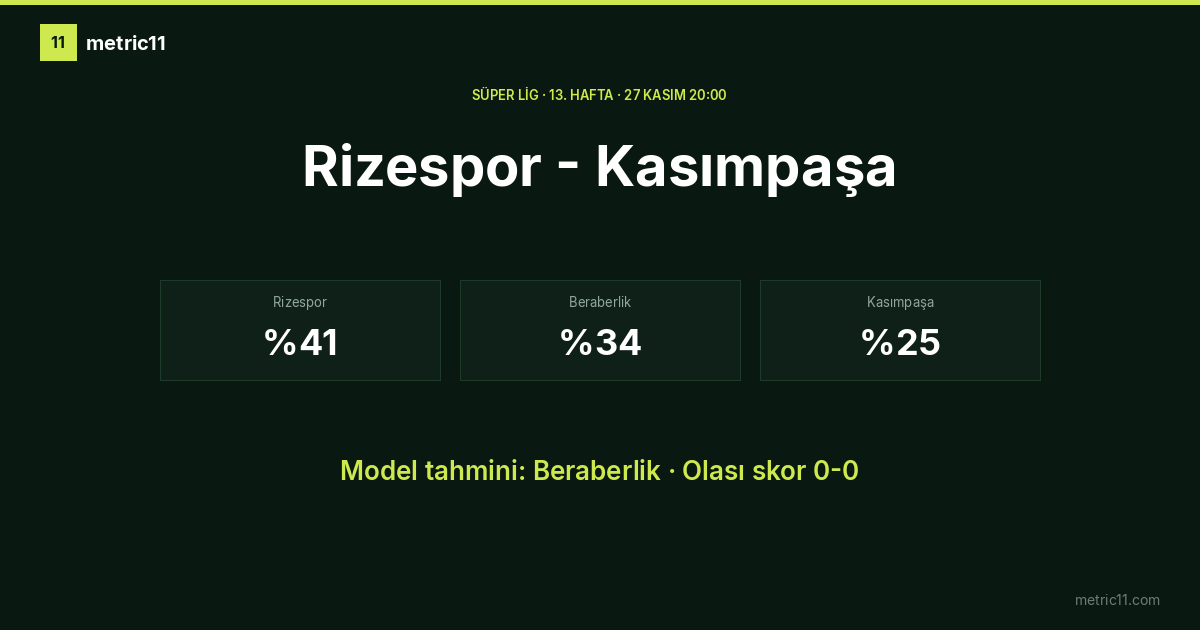 11 metric11
SÜPER LİG · 13. HAFTA · 27 KASIM 20:00
Rizespor - Kasımpaşa
Rizespor Beraberlik Kasımpaşa
%41 %34 %25
Model tahmini: Beraberlik · Olası skor 0-0
metric11.com